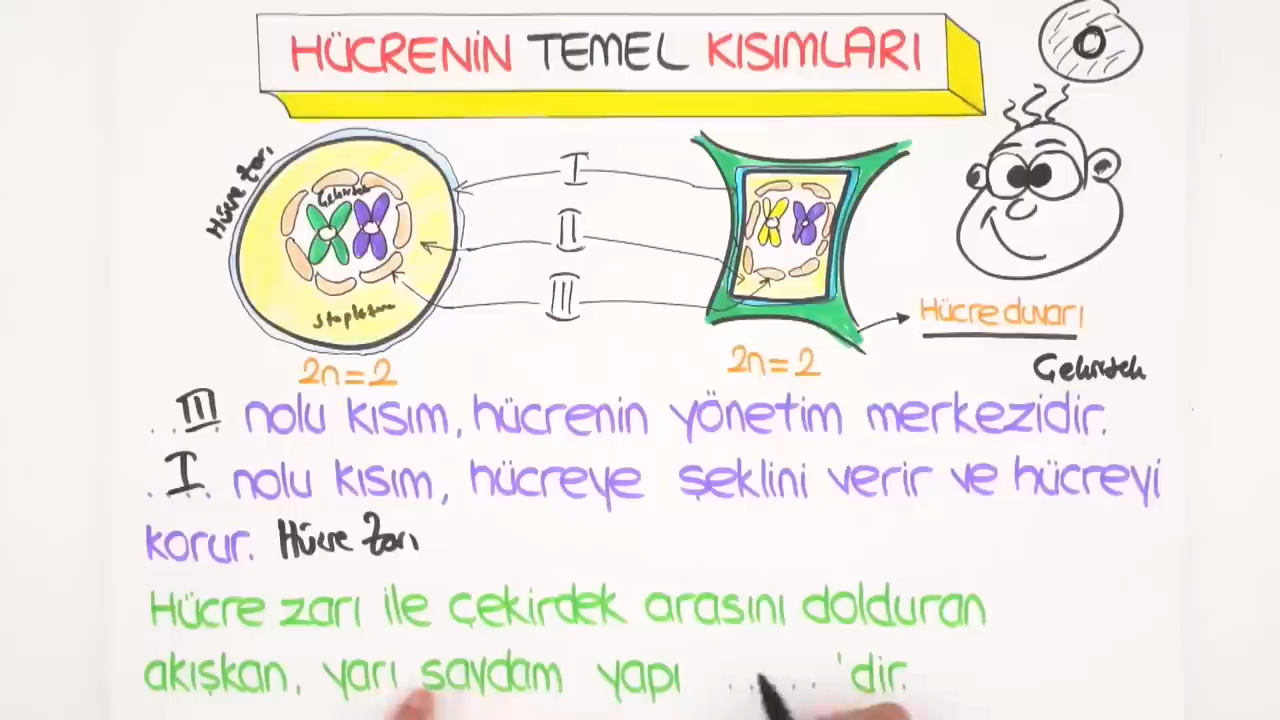 HÜCRENİN TEMEL KISIMLARI
Hücre zarı
Çekirdek
Stoplazma
I
II
III
2n=2
2n=2
Hücre duvarı
Çekirdek
..III.. nolu kısım, hücrenin yönetim merkezidir.
..I.. nolu kısım, hücreye şeklini verir ve hücreyi
korur. Hücre Zarı
Hücre zarı ile çekirdek arasını dolduran
akışkan, yarı saydam yapı ......'dir.